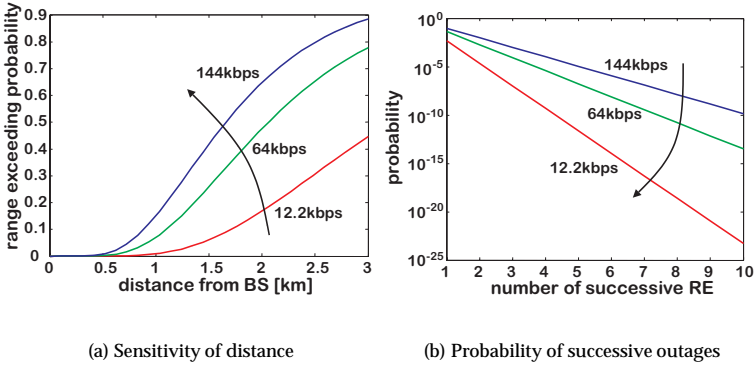 range exceeding probability
0.9
0.8
0.7
0.6
0.5
0.4
0.3
0.2
0.1
0
144kbps
64kbps
12.2kbps
0 0.5 1 1.5 2 2.5 3
distance from BS [km]
(a) Sensitivity of distance
probability
10^0
10^-5
10^-10
10^-15
10^-20
10^-25
144kbps
64kbps
12.2kbps
1 2 3 4 5 6 7 8 9 10
number of successive RE
(b) Probability of successive outages